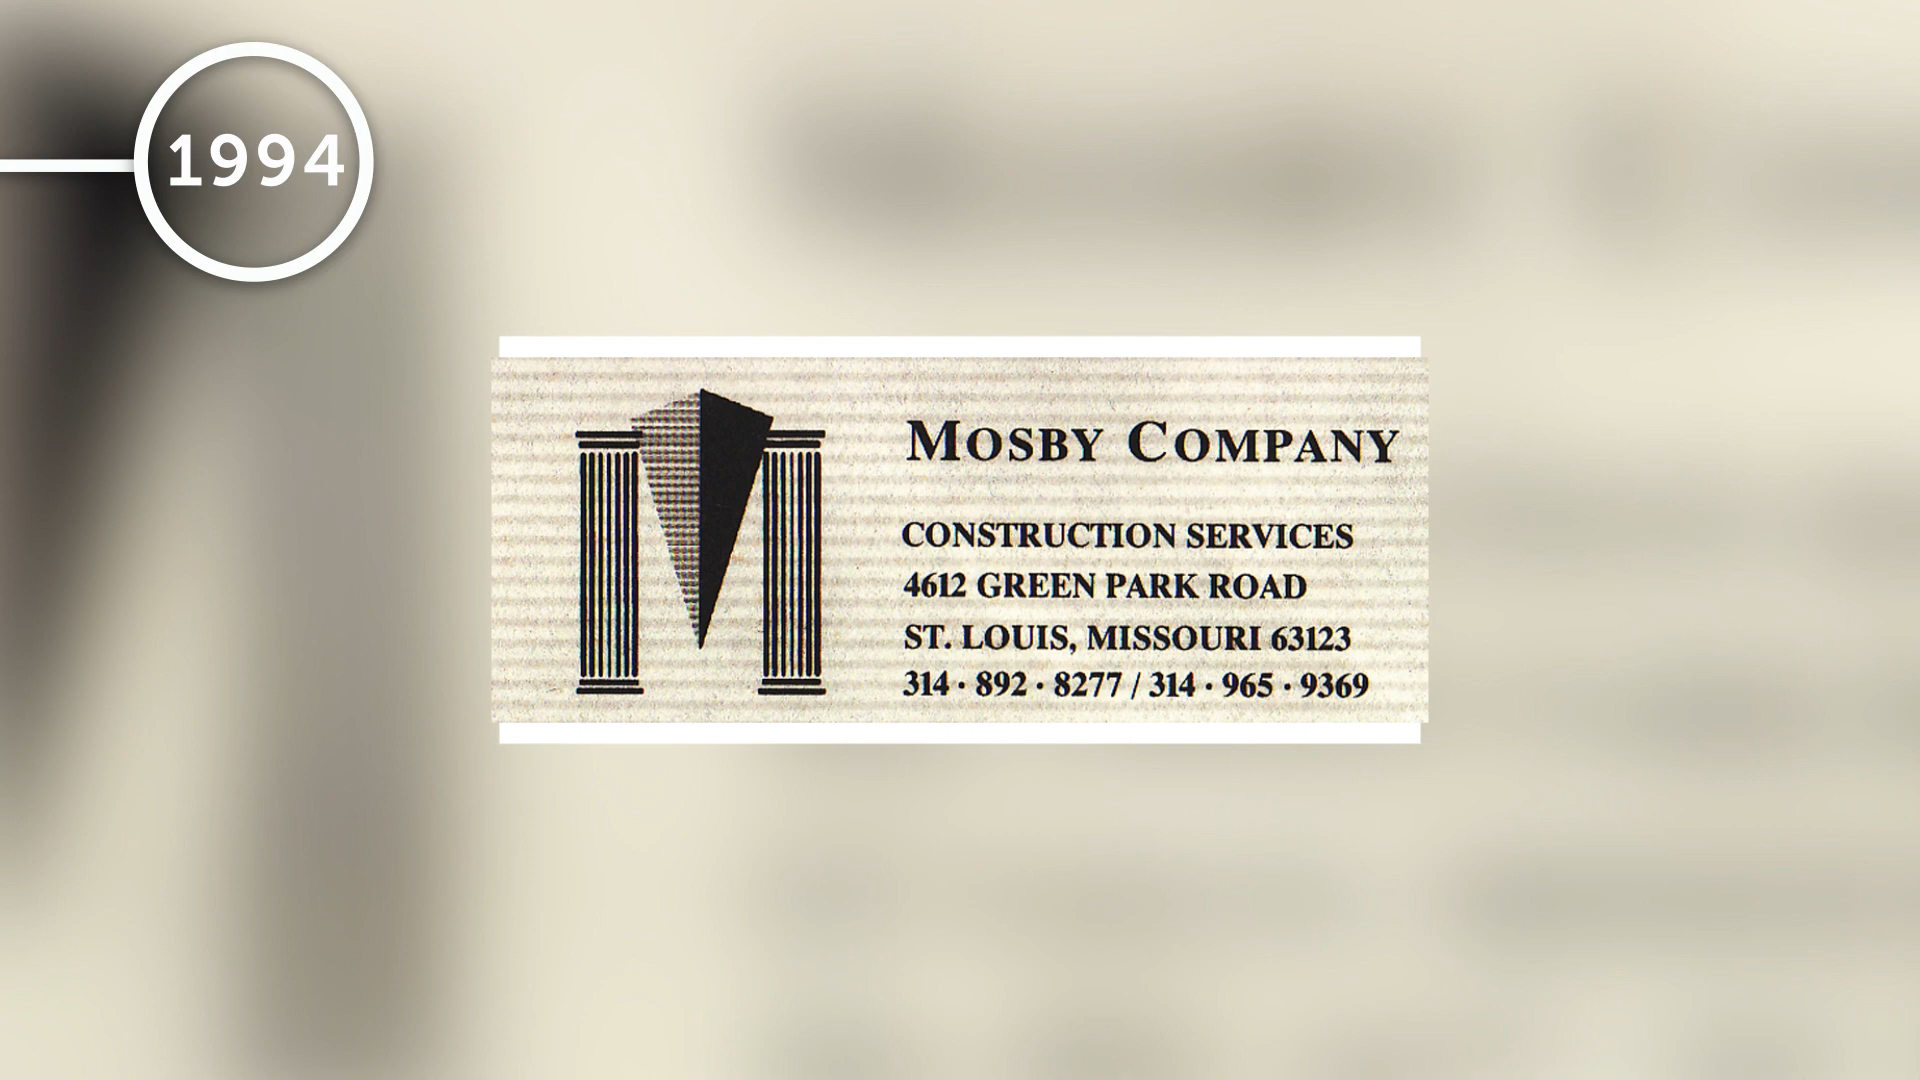 1994
MOSBY COMPANY
CONSTRUCTION SERVICES
4612 GREEN PARK ROAD
ST. LOUIS, MISSOURI 63123
314 · 892 · 8277 / 314 · 965 · 9369